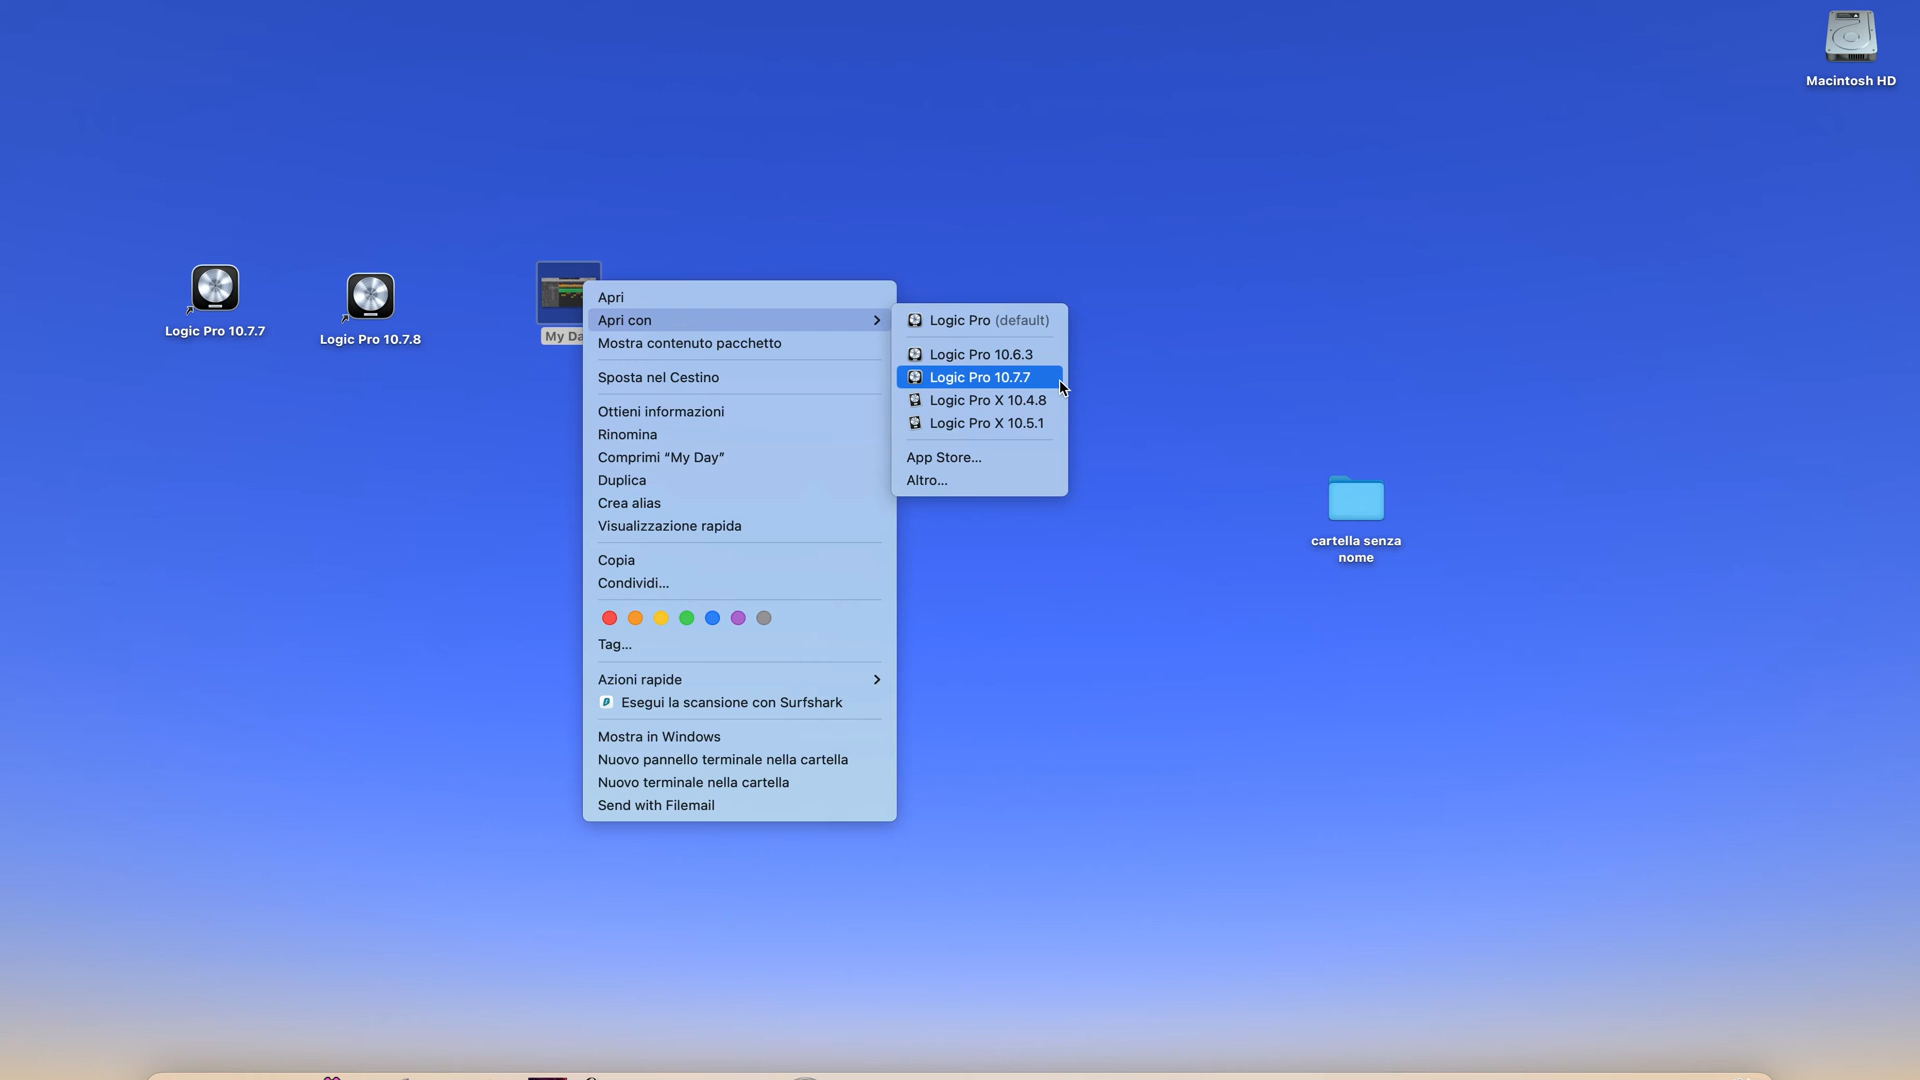 Macintosh HD
Logic Pro 10.7.7
Logic Pro 10.7.8
My Da
Apri
Apri con
Mostra contenuto pacchetto
Sposta nel Cestino
Ottieni informazioni
Rinomina
Comprimi “My Day”
Duplica
Crea alias
Visualizzazione rapida
Copia
Condividi...
Tag...
Azioni rapide
Esegui la scansione con Surfshark
Mostra in Windows
Nuovo pannello terminale nella cartella
Nuovo terminale nella cartella
Send with Filemail
Logic Pro (default)
Logic Pro 10.6.3
Logic Pro 10.7.7
Logic Pro X 10.4.8
Logic Pro X 10.5.1
App Store...
Altro...
cartella senza
nome